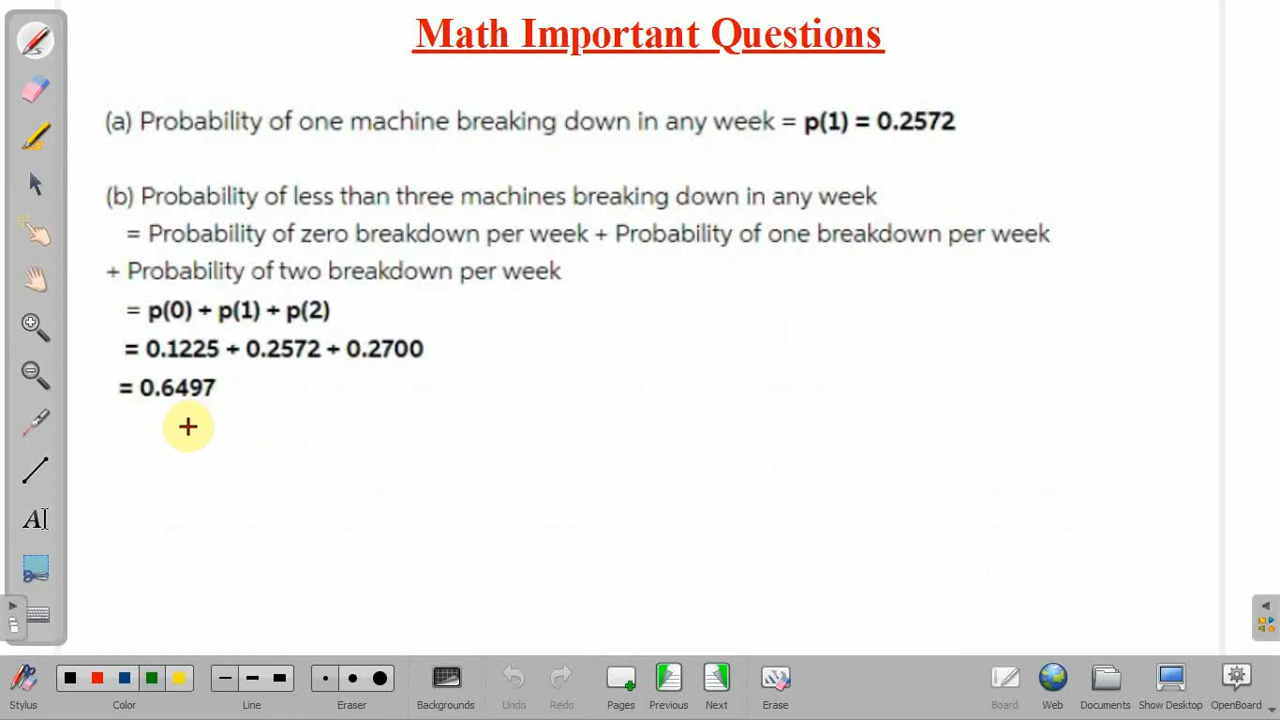 Math Important Questions
(a) Probability of one machine breaking down in any week = p(1) = 0.2572
(b) Probability of less than three machines breaking down in any week
= Probability of zero breakdown per week + Probability of one breakdown per week
+ Probability of two breakdown per week
= p(0) + p(1) + p(2)
= 0.1225 + 0.2572 + 0.2700
= 0.6497
AI
Stylus Color Line Eraser Backgrounds Undo Redo Pages Previous Next Erase Board Web Documents Show Desktop OpenBoard